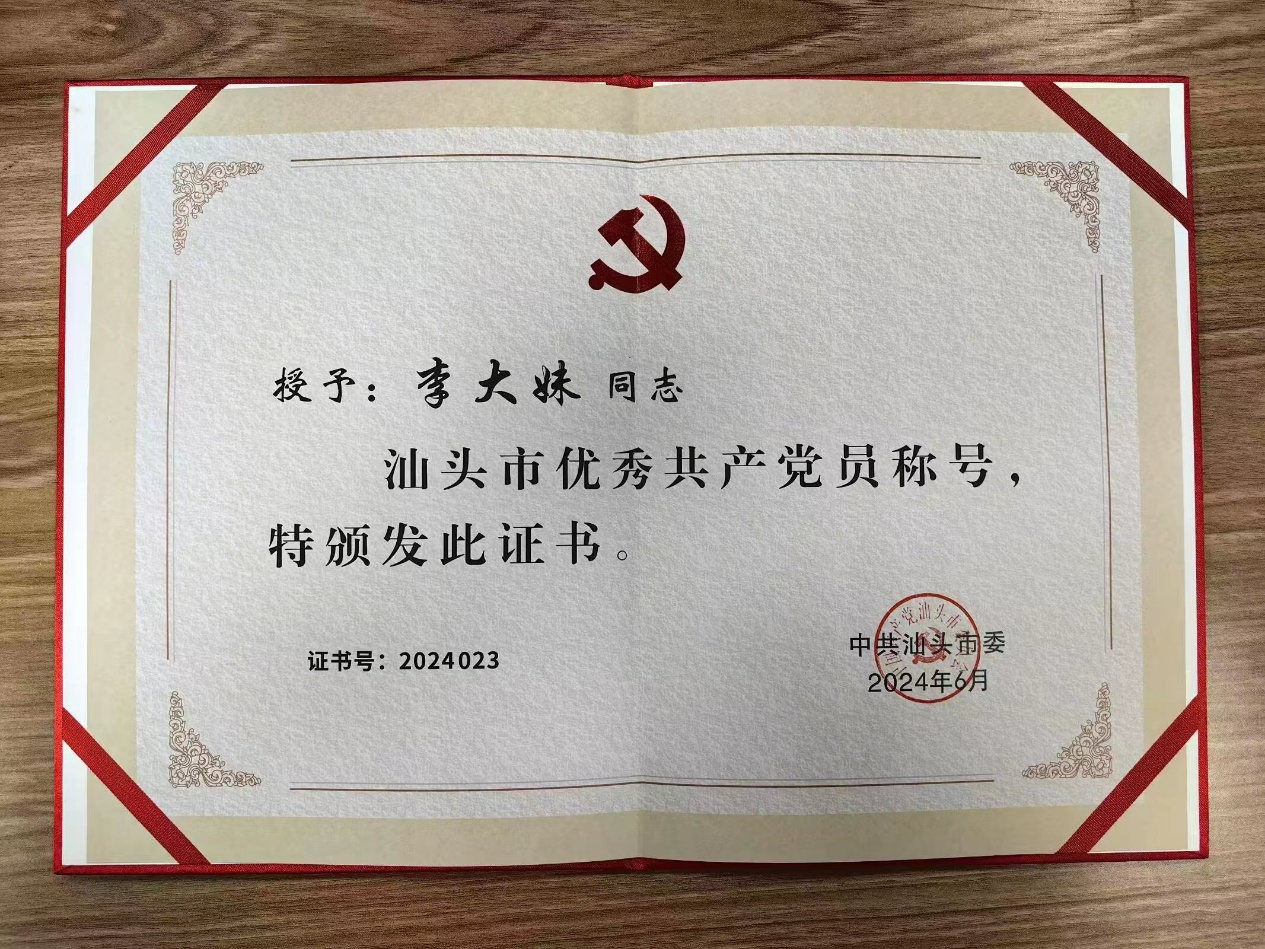 授予：李大妹 同志
汕头市优秀共产党员称号，
特颁发此证书。
证书号：2024023
中共汕头市委
2024年6月